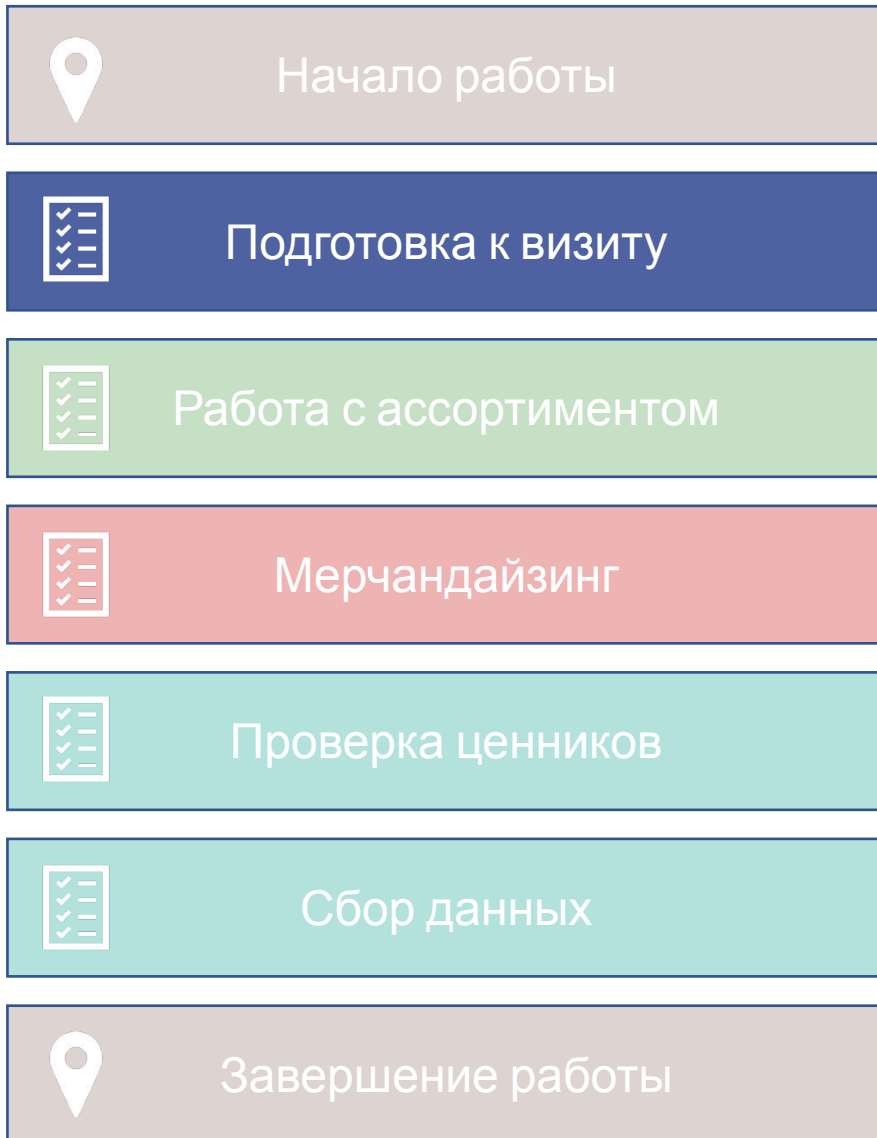 Начало работы
Подготовка к визиту
Работа с ассортиментом
Мерчандайзинг
Проверка ценников
Сбор данных
Завершение работы